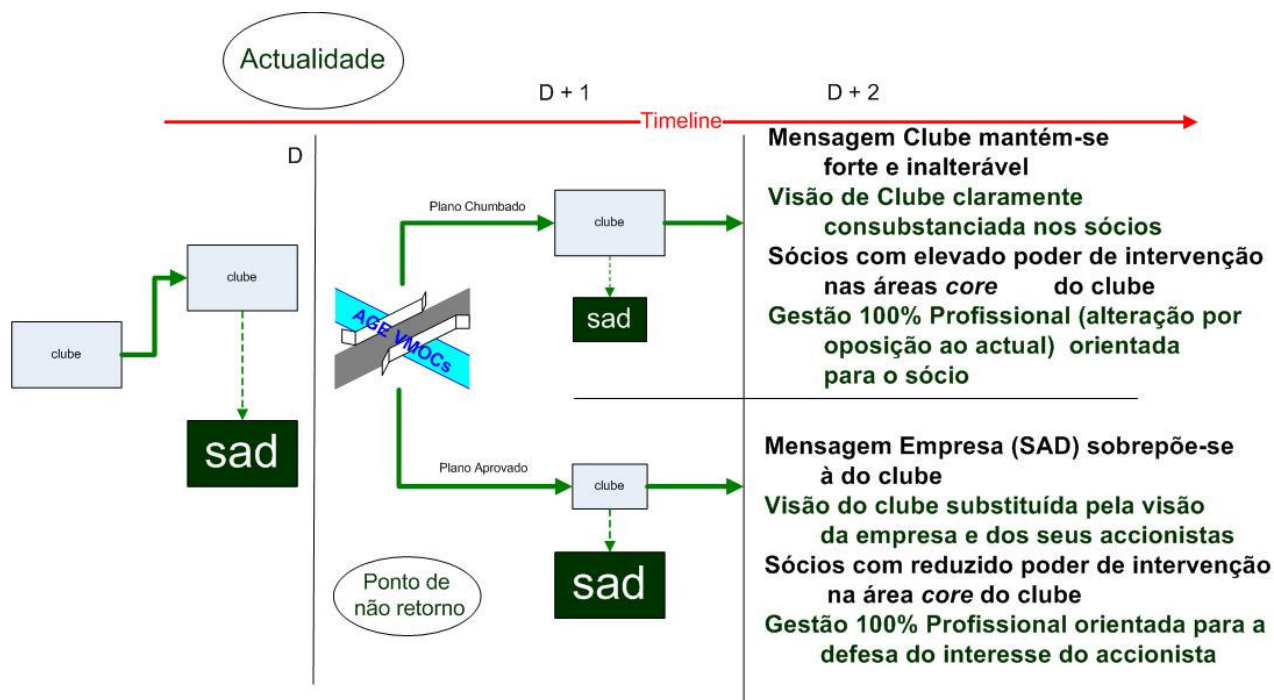 Actualidade
D + 1
D + 2
Timeline
D
clube
clube
sad
AGE VMOCs
Plano Chumbado
clube
sad
Plano Aprovado
clube
sad
Ponto de
não retorno
Mensagem Clube mantém-se
forte e inalterável
Visão de Clube claramente
consubstanciada nos sócios
Sócios com elevado poder de intervenção
nas áreas core do clube
Gestão 100% Profissional (alteração por
oposição ao actual) orientada
para o sócio
Mensagem Empresa (SAD) sobrepõe-se
à do clube
Visão do clube substituída pela visão
da empresa e dos seus accionistas
Sócios com reduzido poder de intervenção
na área core do clube
Gestão 100% Profissional orientada para a
defesa do interesse do accionista